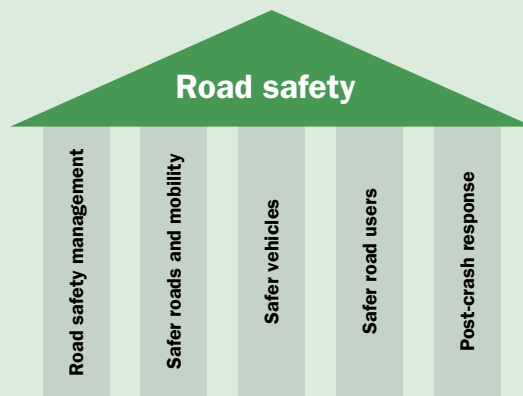 Road safety
Road safety management
Safer roads and mobility
Safer vehicles
Safer road users
Post-crash response